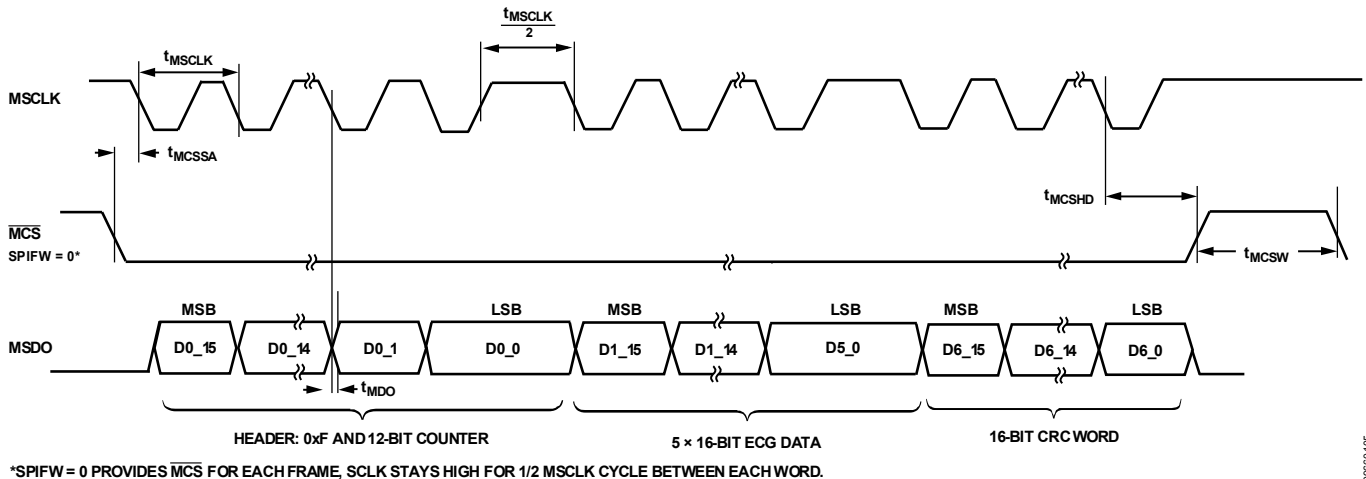 tMSCLK
2
tMSCLK
MSCLK
tMCSSA
tMCSHD
MCS
SPIFW = 0*
tMCSW
MSB LSB MSB LSB MSB LSB
MSDO D0_15 D0_14 D0_1 D0_0 D1_15 D1_14 D5_0 D6_15 D6_14 D6_0
tMDO
HEADER: 0xF AND 12-BIT COUNTER 5 × 16-BIT ECG DATA 16-BIT CRC WORD
*SPIFW = 0 PROVIDES MCS FOR EACH FRAME, SCLK STAYS HIGH FOR 1/2 MSCLK CYCLE BETWEEN EACH WORD.